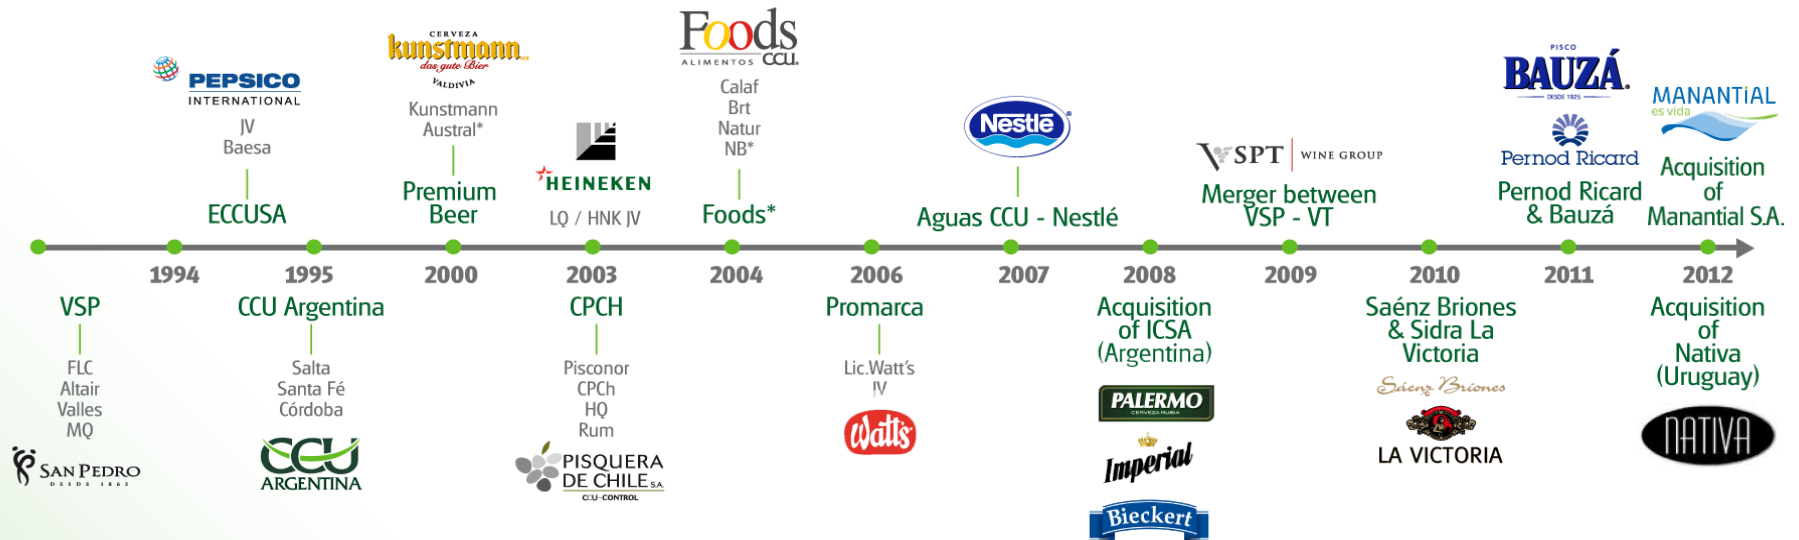 PEPSICO
INTERNATIONAL
JV
Baesa
ECCUSA
CERVEZA
kunstmann
das gute Bier
VALDIVIA
Kunstmann
Austral*
Premium
Beer
HEINEKEN
LQ / HNK JV
Foods
ALIMENTOS CCU.
Calaf
Brt
Natur
NB*
Foods*
Nestlé
Aguas CCU - Nestlé
VSPT WINE GROUP
Merger between
VSP - VT
PISCO
BAUZÁ
DESDE 1925
Pernod Ricard
Pernod Ricard
& Bauzá
MANANTIAL
es vida
Acquisition
of
Manantial S.A.
1994 1995 2000 2003 2004 2006 2007 2008 2009 2010 2011 2012
VSP
FLC
Altair
Valles
MQ
SAN PEDRO
DESDE 1865
CCU Argentina
Salta
Santa Fé
Córdoba
CCU
ARGENTINA
CPCH
Pisconor
CPCh
HQ
Rum
PISQUERA
DE CHILE S.A.
CCU-CONTROL
Promarca
Lic.Watt's
JV
Watt's
Acquisition
of ICSA
(Argentina)
PALERMO
CERVEZA RUBIA
Imperial
Bieckert
Saénz Briones
& Sidra La
Victoria
Sáenz Briones
LA VICTORIA
Acquisition
of
Nativa
(Uruguay)
NATIVA